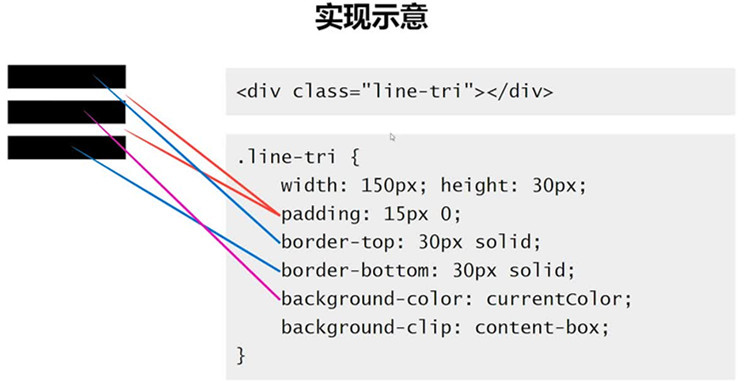 实现示意
<div class="line-tri"></div>
.line-tri {
width: 150px; height: 30px;
padding: 15px 0;
border-top: 30px solid;
border-bottom: 30px solid;
background-color: currentColor;
background-clip: content-box;
}